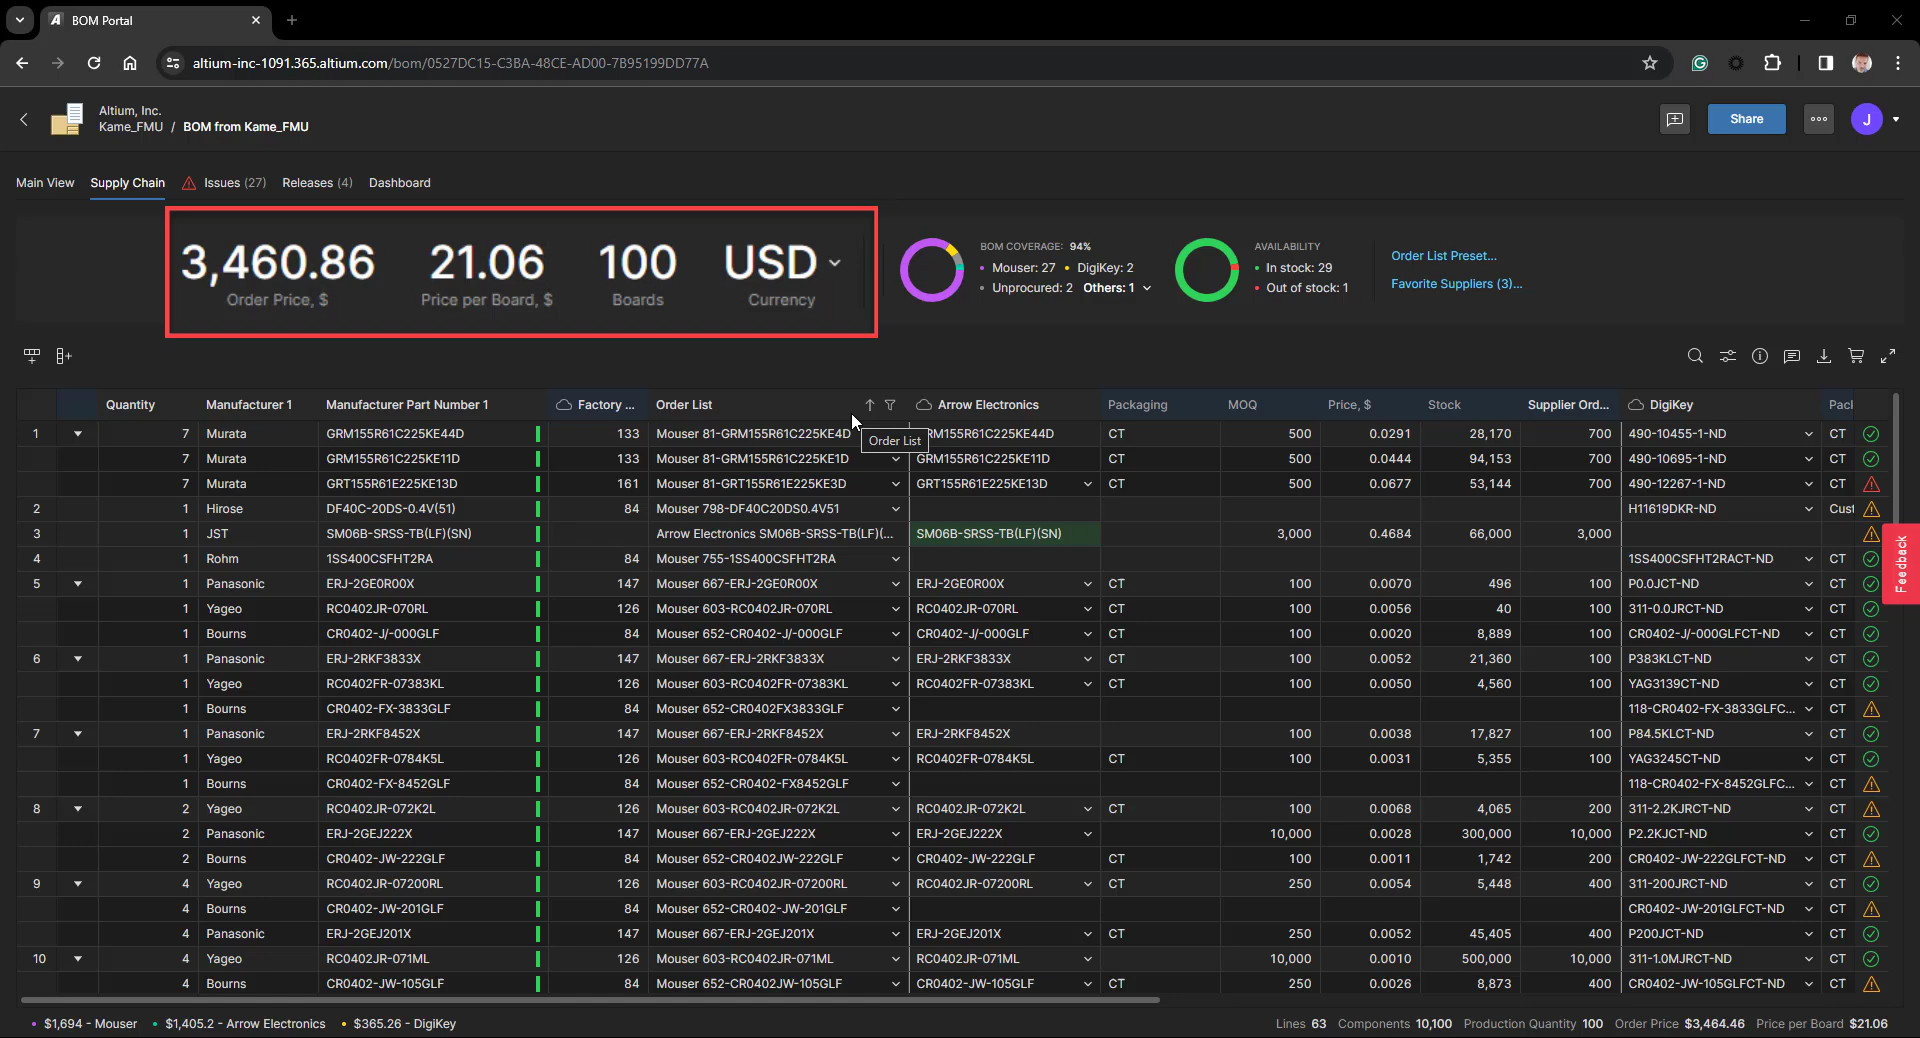 BOM Portal
altium-inc-1091.365.altium.com/bom/0527DC15-C3BA-48CE-AD00-7B95199DD77A
Altium, Inc.
Kame_FMU / BOM from Kame_FMU
Share
J
Main View Supply Chain Issues (27) Releases (4) Dashboard
3,460.86 21.06 100 USD
Order Price, $ Price per Board, $ Boards Currency
BOM COVERAGE: 94%
Mouser: 27 DigiKey: 2
Unprocured: 2 Others: 1
AVAILABILITY
In stock: 29
Out of stock: 1
Order List Preset...
Favorite Suppliers (3)...
Quantity Manufacturer 1 Manufacturer Part Number 1 Factory ... Order List Arrow Electronics Packaging MOQ Price, $ Stock Supplier Ord... DigiKey Pacl
1 7 Murata GRM155R61C225KE44D 133 Mouser 81-GRM155R61C225KE4D RM155R61C225KE44D CT 500 0.0291 28,170 700 490-10455-1-ND CT
Order List
7 Murata GRM155R61C225KE11D 133 Mouser 81-GRM155R61C225KE1D GRM155R61C225KE11D CT 500 0.0444 94,153 700 490-10695-1-ND CT
7 Murata GRT155R61E225KE13D 161 Mouser 81-GRT155R61E225KE3D GRT155R61E225KE13D CT 500 0.0677 53,144 700 490-12267-1-ND CT
2 1 Hirose DF40C-20DS-0.4V(51) 84 Mouser 798-DF40C20DS0.4V51 H11619DKR-ND Cust
3 1 JST SM06B-SRSS-TB(LF)(SN) Arrow Electronics SM06B-SRSS-TB(LF)(... SM06B-SRSS-TB(LF)(SN) 3,000 0.4684 66,000 3,000
4 1 Rohm 1SS400CSFHT2RA 84 Mouser 755-1SS400CSFHT2RA 1SS400CSFHT2RACT-ND CT
5 1 Panasonic ERJ-2GE0R00X 147 Mouser 667-ERJ-2GE0R00X ERJ-2GE0R00X CT 100 0.0070 496 100 P0.0JCT-ND CT
1 Yageo RC0402JR-070RL 126 Mouser 603-RC0402JR-070RL RC0402JR-070RL CT 100 0.0056 40 100 311-0.0JRCT-ND CT
1 Bourns CR0402-J/-000GLF 84 Mouser 652-CR0402-J/-000GLF CR0402-J/-000GLF CT 100 0.0020 8,889 100 CR0402-J/-000GLFCT-ND CT
6 1 Panasonic ERJ-2RKF3833X 147 Mouser 667-ERJ-2RKF3833X ERJ-2RKF3833X CT 100 0.0052 21,360 100 P383KLCT-ND CT
1 Yageo RC0402FR-07383KL 126 Mouser 603-RC0402FR-07383KL RC0402FR-07383KL CT 100 0.0050 4,560 100 YAG3139CT-ND CT
1 Bourns CR0402-FX-3833GLF 84 Mouser 652-CR0402FX3833GLF 118-CR0402-FX-3833GLFC... CT
7 1 Panasonic ERJ-2RKF8452X 147 Mouser 667-ERJ-2RKF8452X ERJ-2RKF8452X 100 0.0038 17,827 100 P84.5KLCT-ND CT
1 Yageo RC0402FR-0784K5L 126 Mouser 603-RC0402FR-0784K5L RC0402FR-0784K5L CT 100 0.0031 5,355 100 YAG3245CT-ND CT
1 Bourns CR0402-FX-8452GLF 84 Mouser 652-CR0402-FX8452GLF 118-CR0402-FX-8452GLFC... CT
8 2 Yageo RC0402JR-072K2L 126 Mouser 603-RC0402JR-072K2L RC0402JR-072K2L CT 100 0.0068 4,065 200 311-2.2KJRCT-ND CT
2 Panasonic ERJ-2GEJ222X 147 Mouser 667-ERJ-2GEJ222X ERJ-2GEJ222X 10,000 0.0028 300,000 10,000 P2.2KJCT-ND CT
2 Bourns CR0402-JW-222GLF 84 Mouser 652-CR0402JW-222GLF CR0402-JW-222GLF CT 100 0.0011 1,742 200 CR0402-JW-222GLFCT-ND CT
9 4 Yageo RC0402JR-07200RL 126 Mouser 603-RC0402JR-07200RL RC0402JR-07200RL CT 250 0.0054 5,448 400 311-200JRCT-ND CT
4 Bourns CR0402-JW-201GLF 84 Mouser 652-CR0402-JW-201GLF CR0402-JW-201GLFCT-ND CT
4 Panasonic ERJ-2GEJ201X 147 Mouser 667-ERJ-2GEJ201X ERJ-2GEJ201X CT 250 0.0052 45,405 400 P200JCT-ND CT
10 4 Yageo RC0402JR-071ML 126 Mouser 603-RC0402JR-071ML RC0402JR-071ML 10,000 0.0010 500,000 10,000 311-1.0MJRCT-ND CT
4 Bourns CR0402-JW-105GLF 84 Mouser 652-CR0402JW-105GLF CR0402-JW-105GLF CT 250 0.0026 8,873 400 CR0402-JW-105GLFCT-ND CT
Feedback
$1,694 - Mouser $1,405.2 - Arrow Electronics $365.26 - DigiKey
Lines 63 Components 10,100 Production Quantity 100 Order Price $3,464.46 Price per Board $21.06